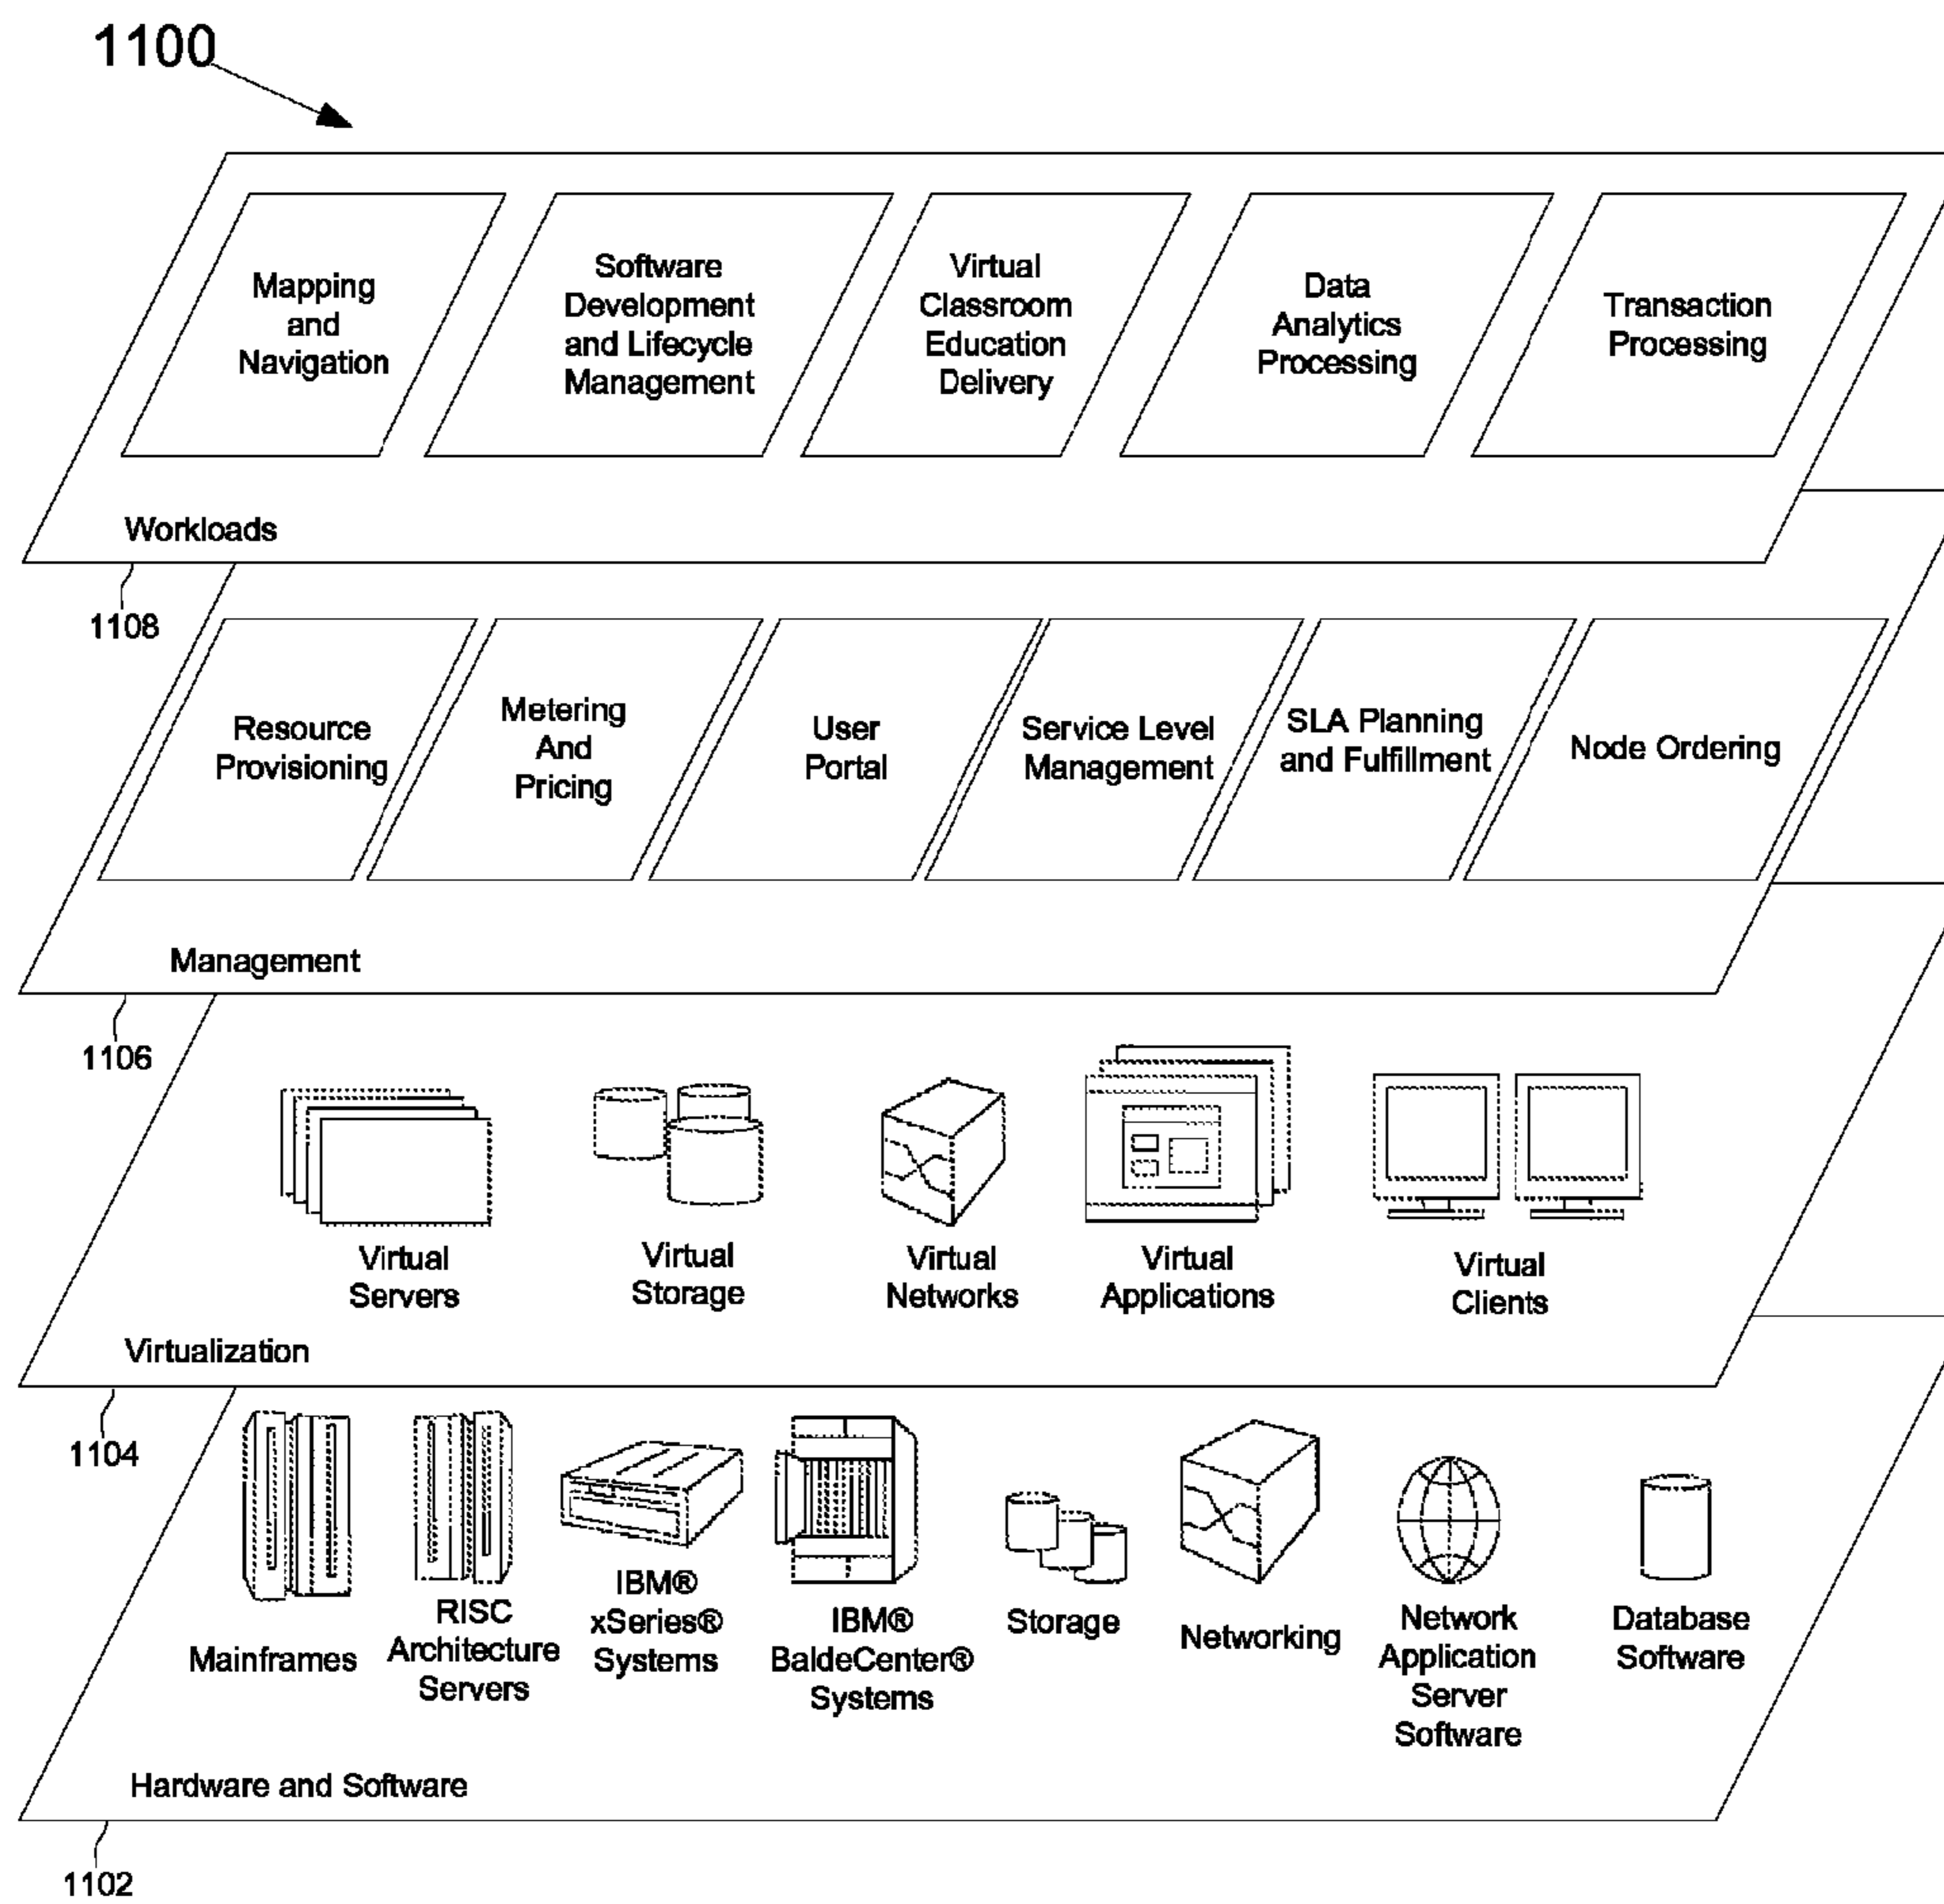 1100
Mapping
and
Navigation
Software
Development
and Lifecycle
Management
Virtual
Classroom
Education
Delivery
Data
Analytics
Processing
Transaction
Processing
Workloads
1108
Resource
Provisioning
Metering
And
Pricing
User
Portal
Service Level
Management
SLA Planning
and Fulfillment
Node Ordering
Management
1106
Virtual
Servers
Virtual
Storage
Virtual
Networks
Virtual
Applications
Virtual
Clients
Virtualization
1104
Mainframes
RISC
Architecture
Servers
IBM®
xSeries®
Systems
IBM®
BaldeCenter®
Systems
Storage
Networking
Network
Application
Server
Software
Database
Software
Hardware and Software
1102